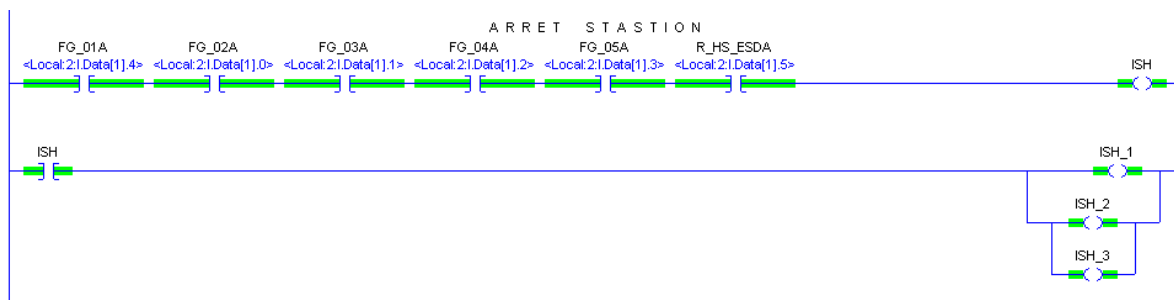 ARRET STASTION
FG_01A FG_02A FG_03A FG_04A FG_05A R_HS_ESDA
<Local:2:I.Data[1].4> <Local:2:I.Data[1].0> <Local:2:I.Data[1].1> <Local:2:I.Data[1].2> <Local:2:I.Data[1].3> <Local:2:I.Data[1].5> ISH
ISH ISH_1
ISH_2
ISH_3